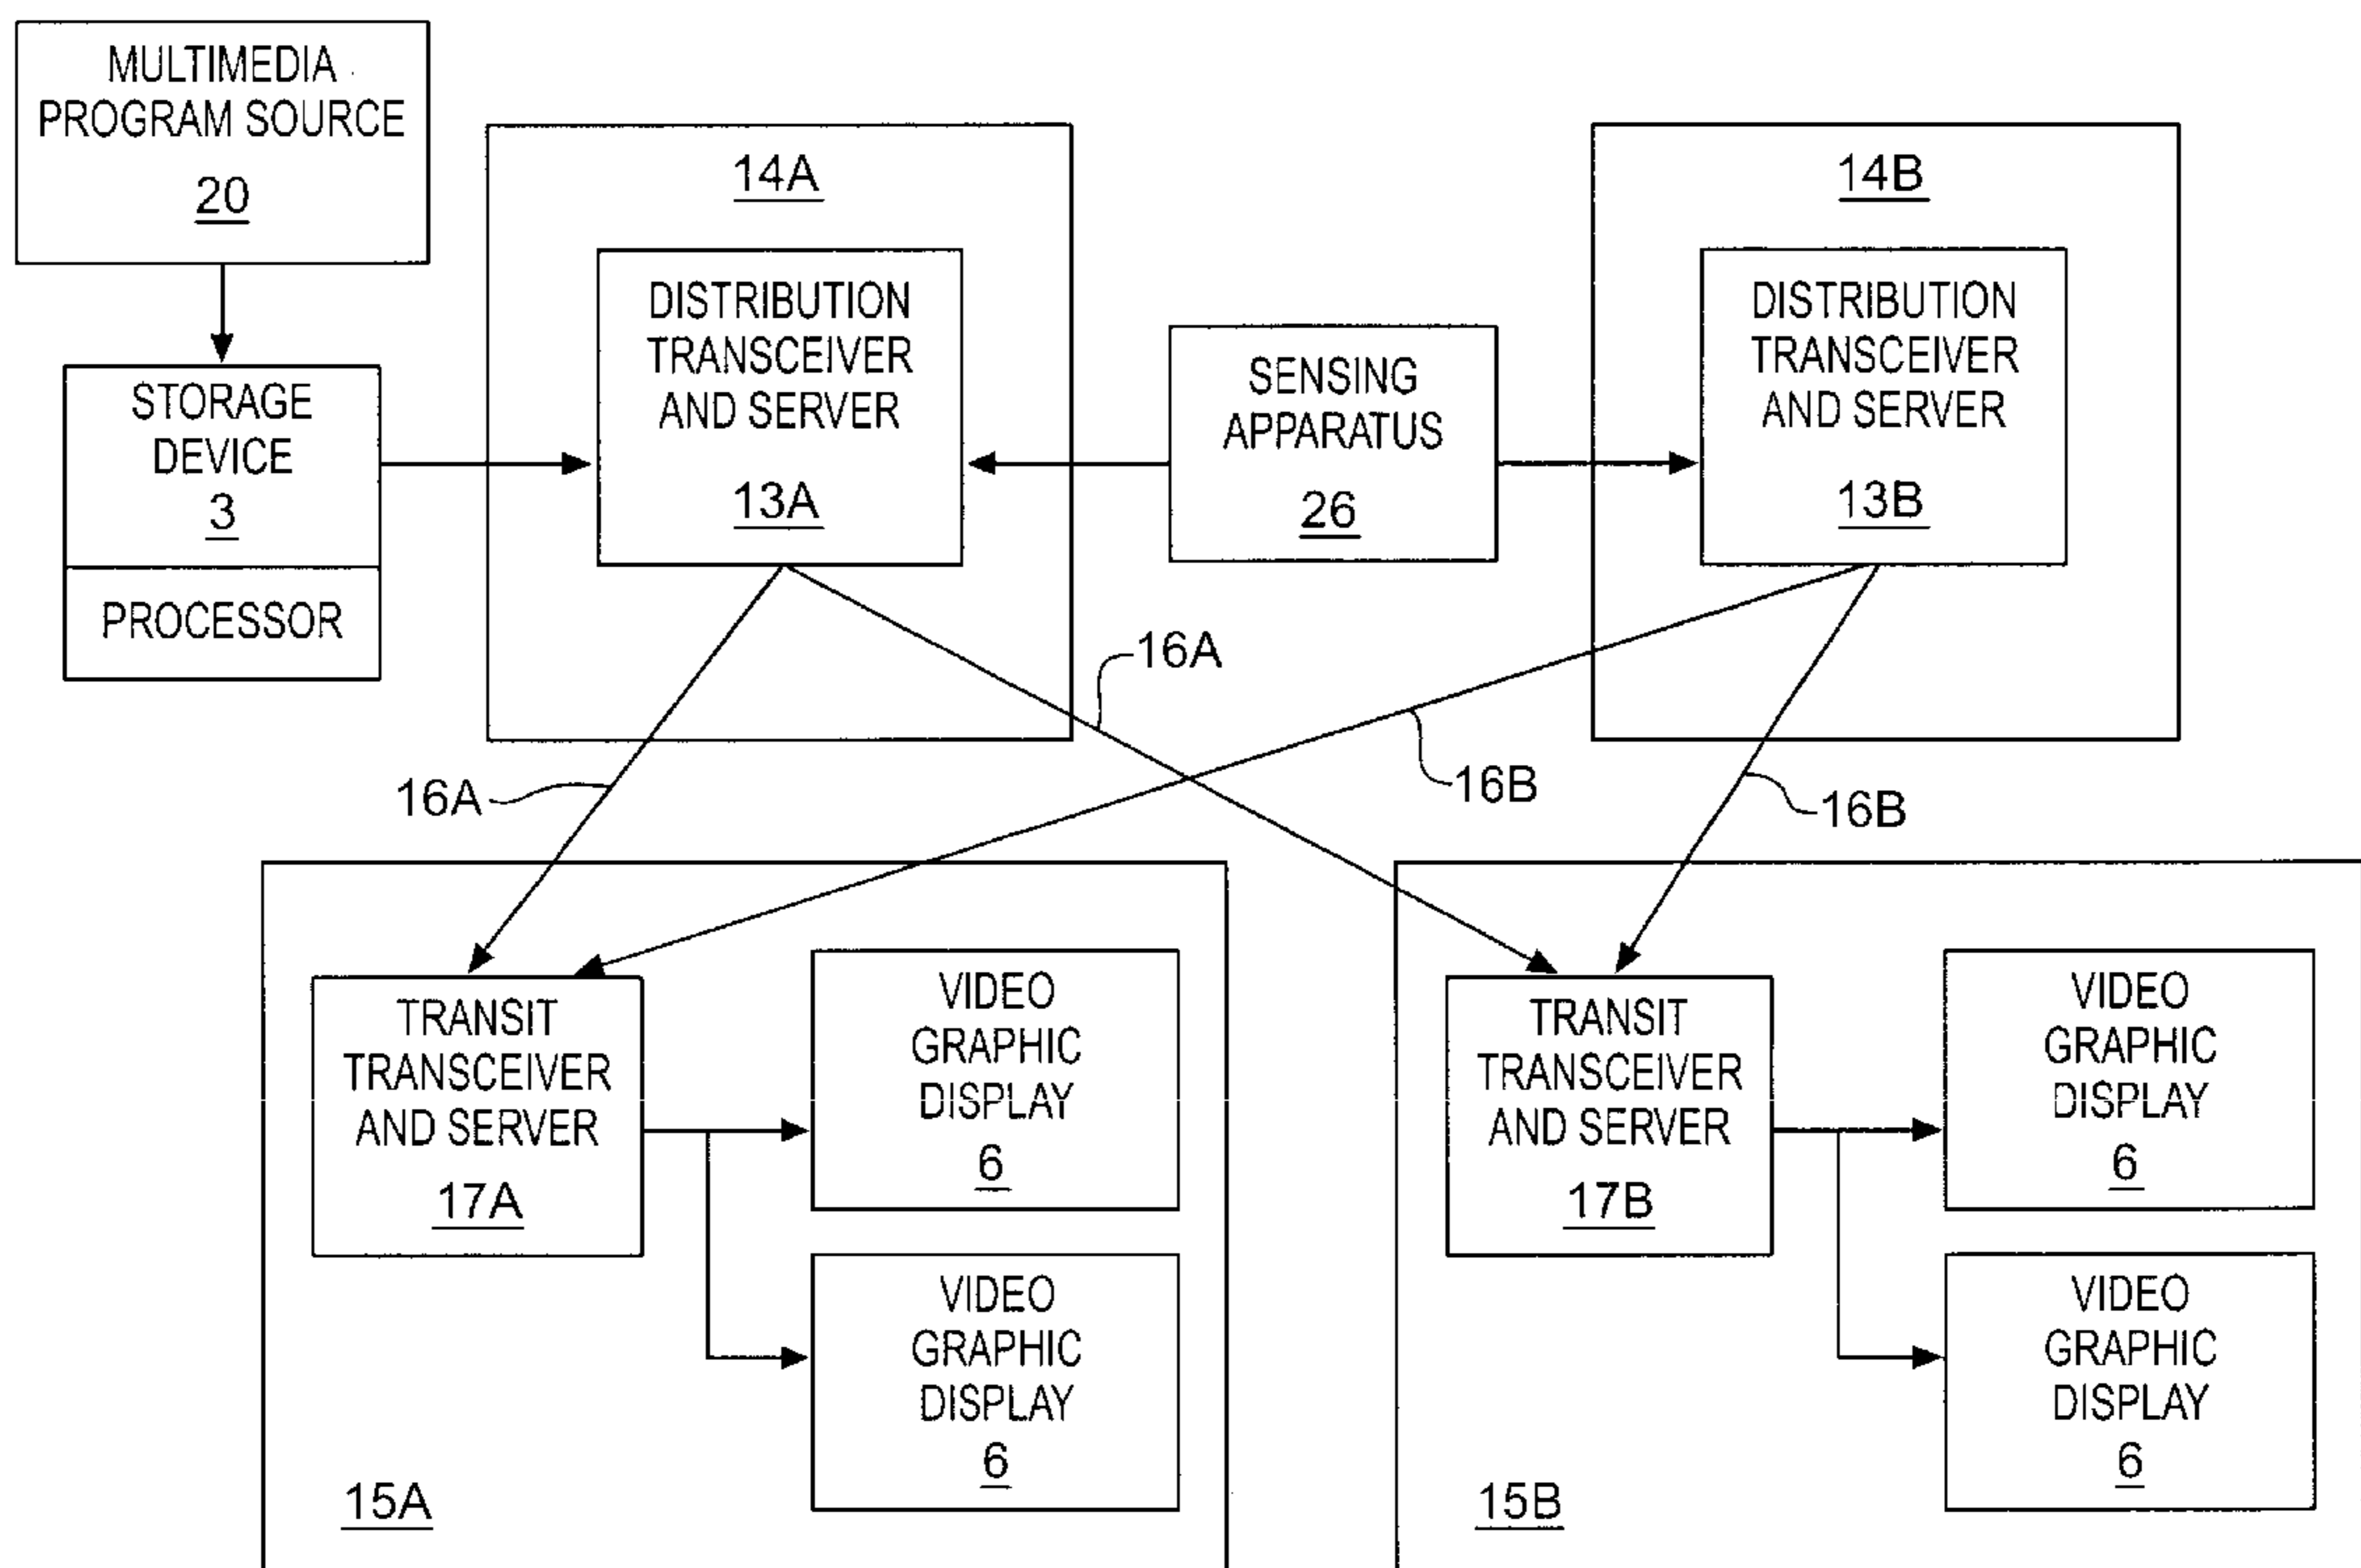 MULTIMEDIA
PROGRAM SOURCE
20
STORAGE
DEVICE
3
PROCESSOR
14A
DISTRIBUTION
TRANSCEIVER
AND SERVER
13A
SENSING
APPARATUS
26
14B
DISTRIBUTION
TRANSCEIVER
AND SERVER
13B
16A
16A
16B
16B
TRANSIT
TRANSCEIVER
AND SERVER
17A
VIDEO
GRAPHIC
DISPLAY
6
VIDEO
GRAPHIC
DISPLAY
6
15A
TRANSIT
TRANSCEIVER
AND SERVER
17B
VIDEO
GRAPHIC
DISPLAY
6
VIDEO
GRAPHIC
DISPLAY
6
15B